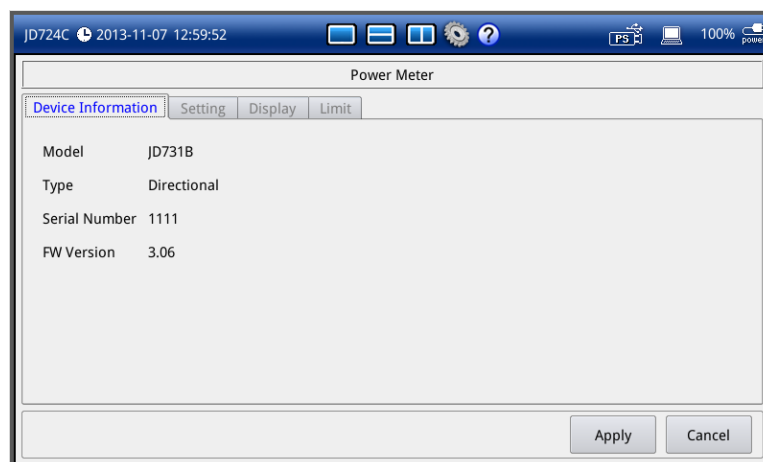 JD724C 2013-11-07 12:59:52 ? PS 100% power
Power Meter
Device Information Setting Display Limit
Model JD731B
Type Directional
Serial Number 1111
FW Version 3.06
Apply Cancel